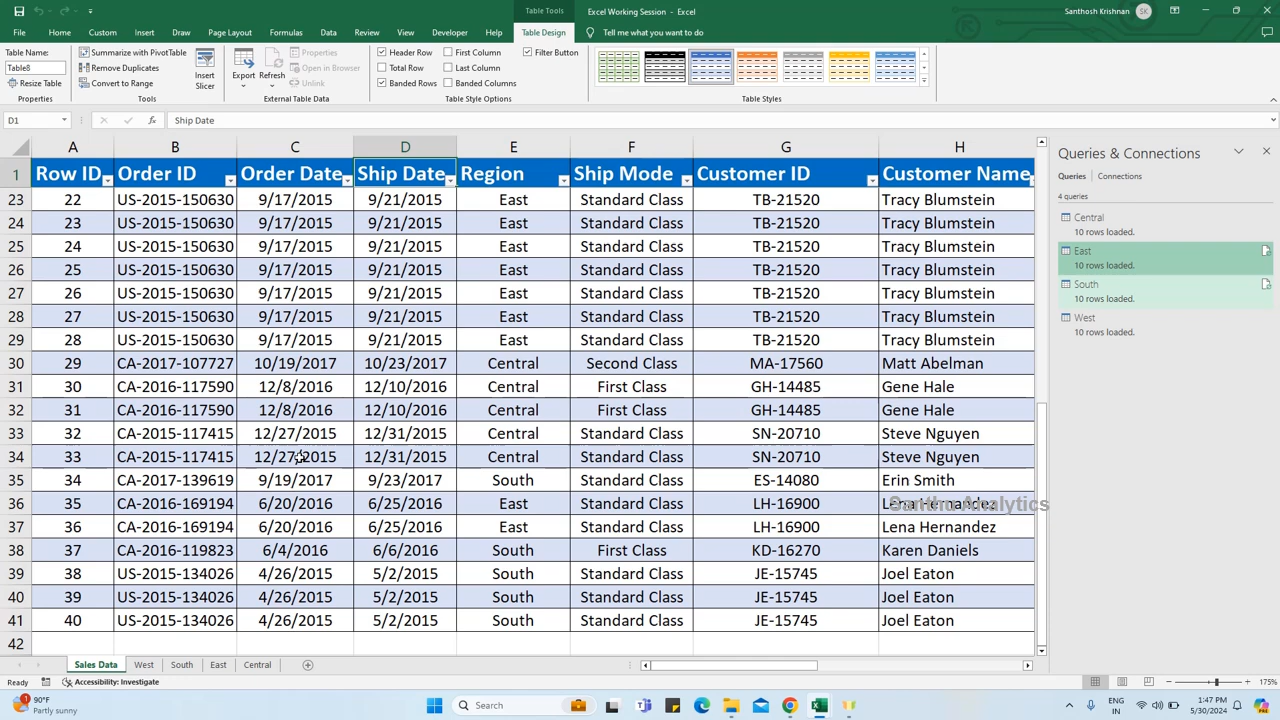 Table Tools
Excel Working Session - Excel
Santhosh Krishnan
SK
File Home Custom Insert Draw Page Layout Formulas Data Review View Developer Help Table Design Tell me what you want to do
Table Name:
Table8
Resize Table
Properties
Summarize with PivotTable
Remove Duplicates
Convert to Range
Insert
Slicer
Tools
Export
Refresh
Properties
Open in Browser
Unlink
External Table Data
Header Row
Total Row
Banded Rows
First Column
Last Column
Banded Columns
Filter Button
Table Style Options
Table Styles
D1 fx Ship Date
A B C D E F G H
1 Row ID Order ID Order Date Ship Date Region Ship Mode Customer ID Customer Name
23 22 US-2015-150630 9/17/2015 9/21/2015 East Standard Class TB-21520 Tracy Blumstein
24 23 US-2015-150630 9/17/2015 9/21/2015 East Standard Class TB-21520 Tracy Blumstein
25 24 US-2015-150630 9/17/2015 9/21/2015 East Standard Class TB-21520 Tracy Blumstein
26 25 US-2015-150630 9/17/2015 9/21/2015 East Standard Class TB-21520 Tracy Blumstein
27 26 US-2015-150630 9/17/2015 9/21/2015 East Standard Class TB-21520 Tracy Blumstein
28 27 US-2015-150630 9/17/2015 9/21/2015 East Standard Class TB-21520 Tracy Blumstein
29 28 US-2015-150630 9/17/2015 9/21/2015 East Standard Class TB-21520 Tracy Blumstein
30 29 CA-2017-107727 10/19/2017 10/23/2017 Central Second Class MA-17560 Matt Abelman
31 30 CA-2016-117590 12/8/2016 12/10/2016 Central First Class GH-14485 Gene Hale
32 31 CA-2016-117590 12/8/2016 12/10/2016 Central First Class GH-14485 Gene Hale
33 32 CA-2015-117415 12/27/2015 12/31/2015 Central Standard Class SN-20710 Steve Nguyen
34 33 CA-2015-117415 12/27/2015 12/31/2015 Central Standard Class SN-20710 Steve Nguyen
35 34 CA-2017-139619 9/19/2017 9/23/2017 South Standard Class ES-14080 Erin Smith
36 35 CA-2016-169194 6/20/2016 6/25/2016 East Standard Class LH-16900 Lena Hernandez
Santhu Analytics
37 36 CA-2016-169194 6/20/2016 6/25/2016 East Standard Class LH-16900 Lena Hernandez
38 37 CA-2016-119823 6/4/2016 6/6/2016 South First Class KD-16270 Karen Daniels
39 38 US-2015-134026 4/26/2015 5/2/2015 South Standard Class JE-15745 Joel Eaton
40 39 US-2015-134026 4/26/2015 5/2/2015 South Standard Class JE-15745 Joel Eaton
41 40 US-2015-134026 4/26/2015 5/2/2015 South Standard Class JE-15745 Joel Eaton
42
Queries & Connections
Queries Connections
4 queries
Central
10 rows loaded.
East
10 rows loaded.
South
10 rows loaded.
West
10 rows loaded.
Sales Data West South East Central
Ready Accessibility: Investigate 175%
1
90°F
Partly sunny
Search
ENG
IN
1:47 PM
5/30/2024